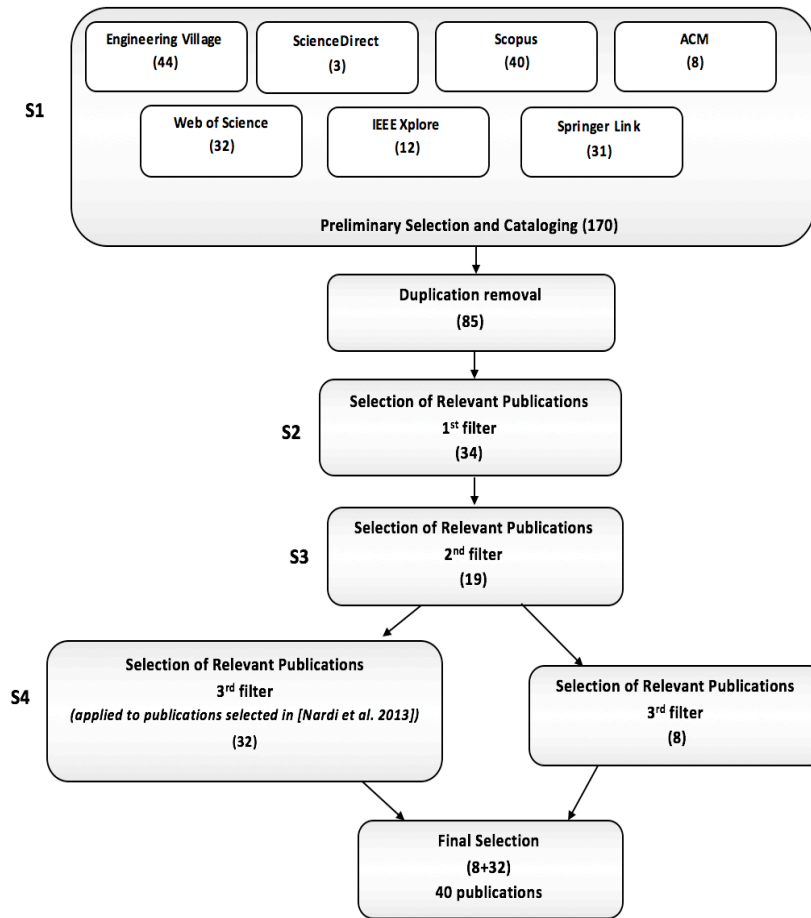 Engineering Village
(44)
ScienceDirect
(3)
Scopus
(40)
ACM
(8)
S1
Web of Science
(32)
IEEE Xplore
(12)
Springer Link
(31)
Preliminary Selection and Cataloging (170)
Duplication removal
(85)
S2
Selection of Relevant Publications
1st filter
(34)
S3
Selection of Relevant Publications
2nd filter
(19)
S4
Selection of Relevant Publications
3rd filter
(applied to publications selected in [Nardi et al. 2013])
(32)
Selection of Relevant Publications
3rd filter
(8)
Final Selection
(8+32)
40 publications